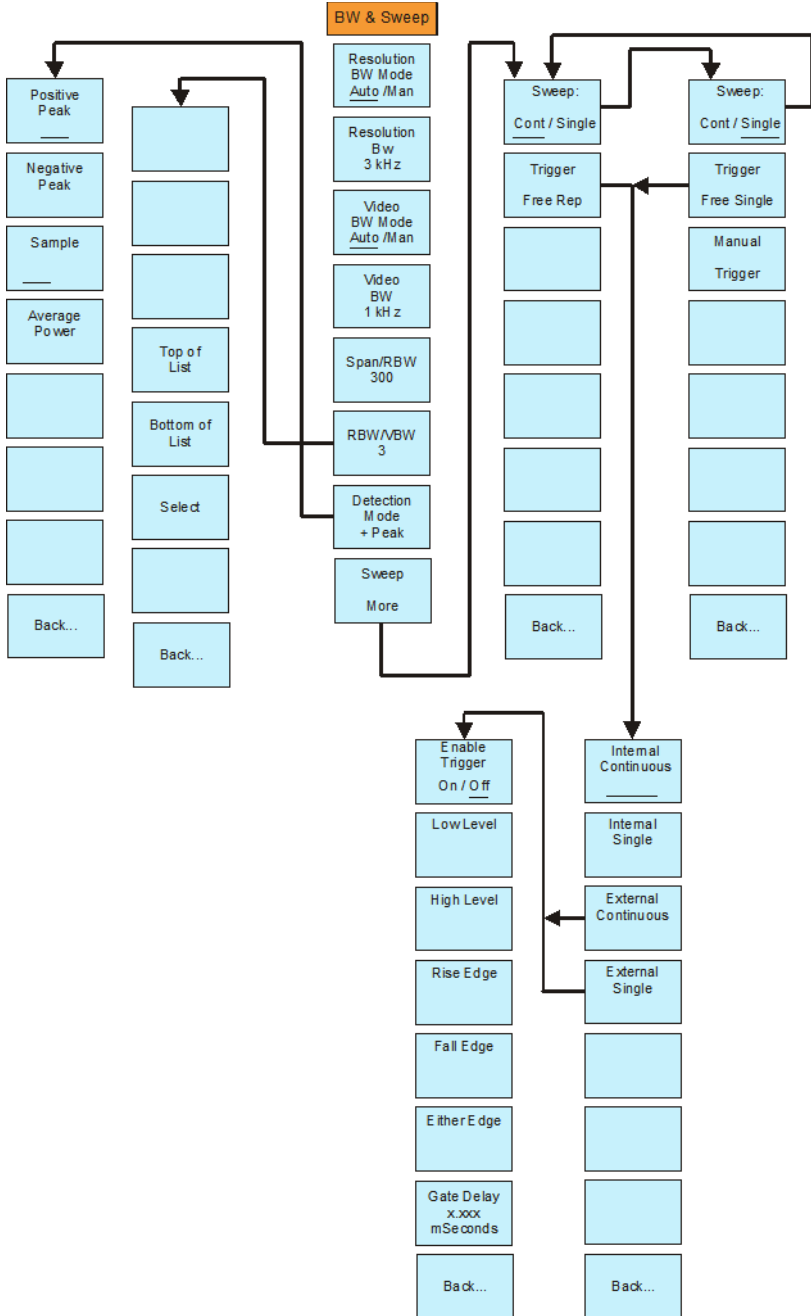 BW & Sweep
Positive
Peak
Negative
Peak
Sample
Average
Power
Back...
Top of
List
Bottom of
List
Select
Back...
Resolution
BW Mode
Auto /Man
Resolution
Bw
3 kHz
Video
BW Mode
Auto /Man
Video
BW
1 kHz
Span/RBW
300
RBW/VBW
3
Detection
Mode
+ Peak
Sweep
More
Sweep:
Cont / Single
Trigger
Free Rep
Back...
Sweep:
Cont / Single
Trigger
Free Single
Manual
Trigger
Back...
Enable
Trigger
On / Off
Low Level
High Level
Rise Edge
Fall Edge
Either Edge
Gate Delay
x.xxx
mSeconds
Back...
Internal
Continuous
Internal
Single
External
Continuous
External
Single
Back...